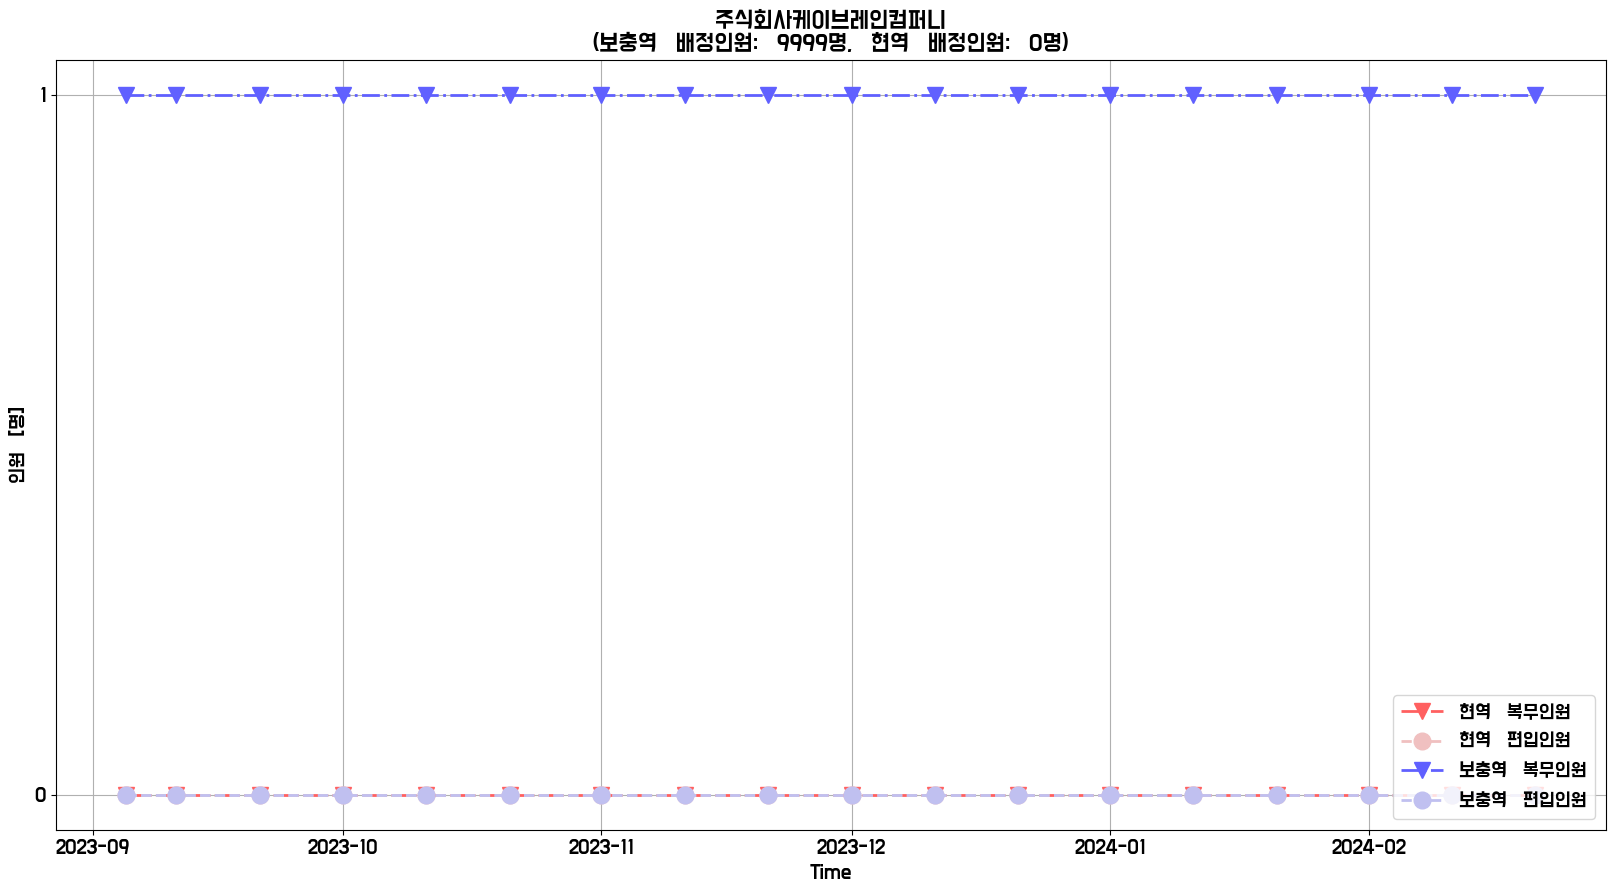 주식회사케이브레인컴퍼니
(보충역 배정인원: 9999명, 현역 배정인원: 0명)
1
인원 [명]
0
현역 복무인원
현역 편입인원
보충역 복무인원
보충역 편입인원
2023-09 2023-10 2023-11 2023-12 2024-01 2024-02
Time